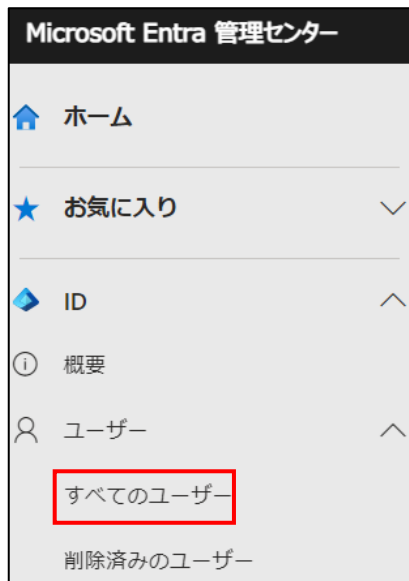 Microsoft Entra 管理センター
ホーム
お気に入り
ID
概要
ユーザー
すべてのユーザー
削除済みのユーザー